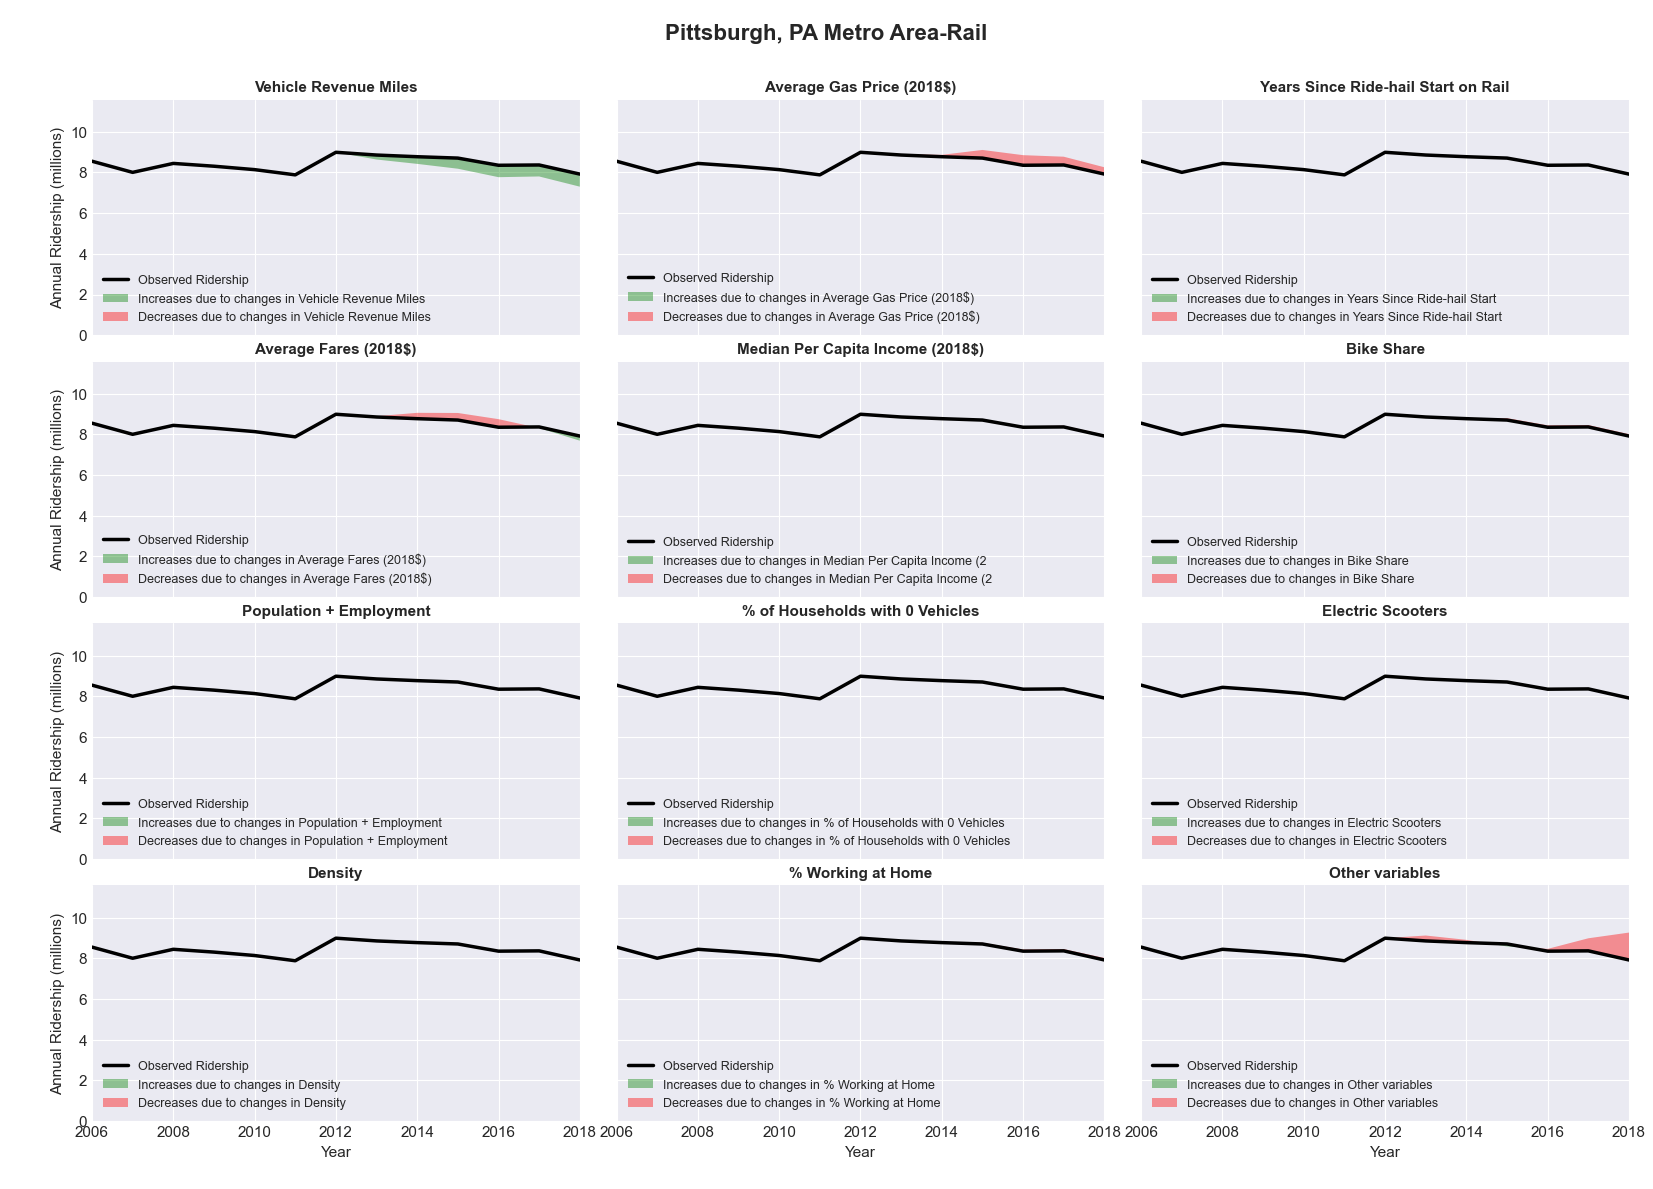 Pittsburgh, PA Metro Area-Rail
Vehicle Revenue Miles
Average Gas Price (2018$)
Years Since Ride-hail Start on Rail
Annual Ridership (millions)
10
8
6
4
2
0
Observed Ridership
Increases due to changes in Vehicle Revenue Miles
Decreases due to changes in Vehicle Revenue Miles
Observed Ridership
Increases due to changes in Average Gas Price (2018$)
Decreases due to changes in Average Gas Price (2018$)
Observed Ridership
Increases due to changes in Years Since Ride-hail Start
Decreases due to changes in Years Since Ride-hail Start
Average Fares (2018$)
Median Per Capita Income (2018$)
Bike Share
Annual Ridership (millions)
10
8
6
4
2
0
Observed Ridership
Increases due to changes in Average Fares (2018$)
Decreases due to changes in Average Fares (2018$)
Observed Ridership
Increases due to changes in Median Per Capita Income (2
Decreases due to changes in Median Per Capita Income (2
Observed Ridership
Increases due to changes in Bike Share
Decreases due to changes in Bike Share
Population + Employment
% of Households with 0 Vehicles
Electric Scooters
Annual Ridership (millions)
10
8
6
4
2
0
Observed Ridership
Increases due to changes in Population + Employment
Decreases due to changes in Population + Employment
Observed Ridership
Increases due to changes in % of Households with 0 Vehicles
Decreases due to changes in % of Households with 0 Vehicles
Observed Ridership
Increases due to changes in Electric Scooters
Decreases due to changes in Electric Scooters
Density
% Working at Home
Other variables
Annual Ridership (millions)
10
8
6
4
2
0
Observed Ridership
Increases due to changes in Density
Decreases due to changes in Density
Observed Ridership
Increases due to changes in % Working at Home
Decreases due to changes in % Working at Home
Observed Ridership
Increases due to changes in Other variables
Decreases due to changes in Other variables
2006 2008 2010 2012 2014 2016 2018
2006 2008 2010 2012 2014 2016 2018
2006 2008 2010 2012 2014 2016 2018
Year
Year
Year